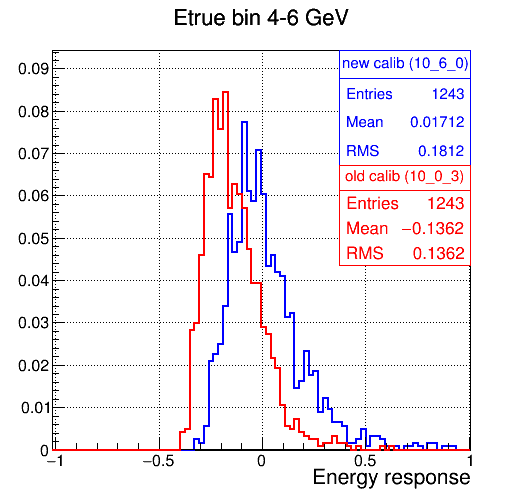 Etrue bin 4-6 GeV
new calib (10_6_0)
Entries 1243
Mean 0.01712
RMS 0.1812
old calib (10_0_3)
Entries 1243
Mean −0.1362
RMS 0.1362
0.09
0.08
0.07
0.06
0.05
0.04
0.03
0.02
0.01
0
−1 −0.5 0 0.5 1
Energy response